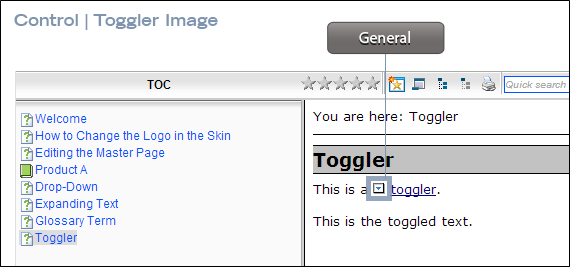 Control | Toggler Image
General
TOC
Quick search
Welcome
How to Change the Logo in the Skin
Editing the Master Page
Product A
Drop-Down
Expanding Text
Glossary Term
Toggler
You are here: Toggler
Toggler
This is a toggler.
This is the toggled text.